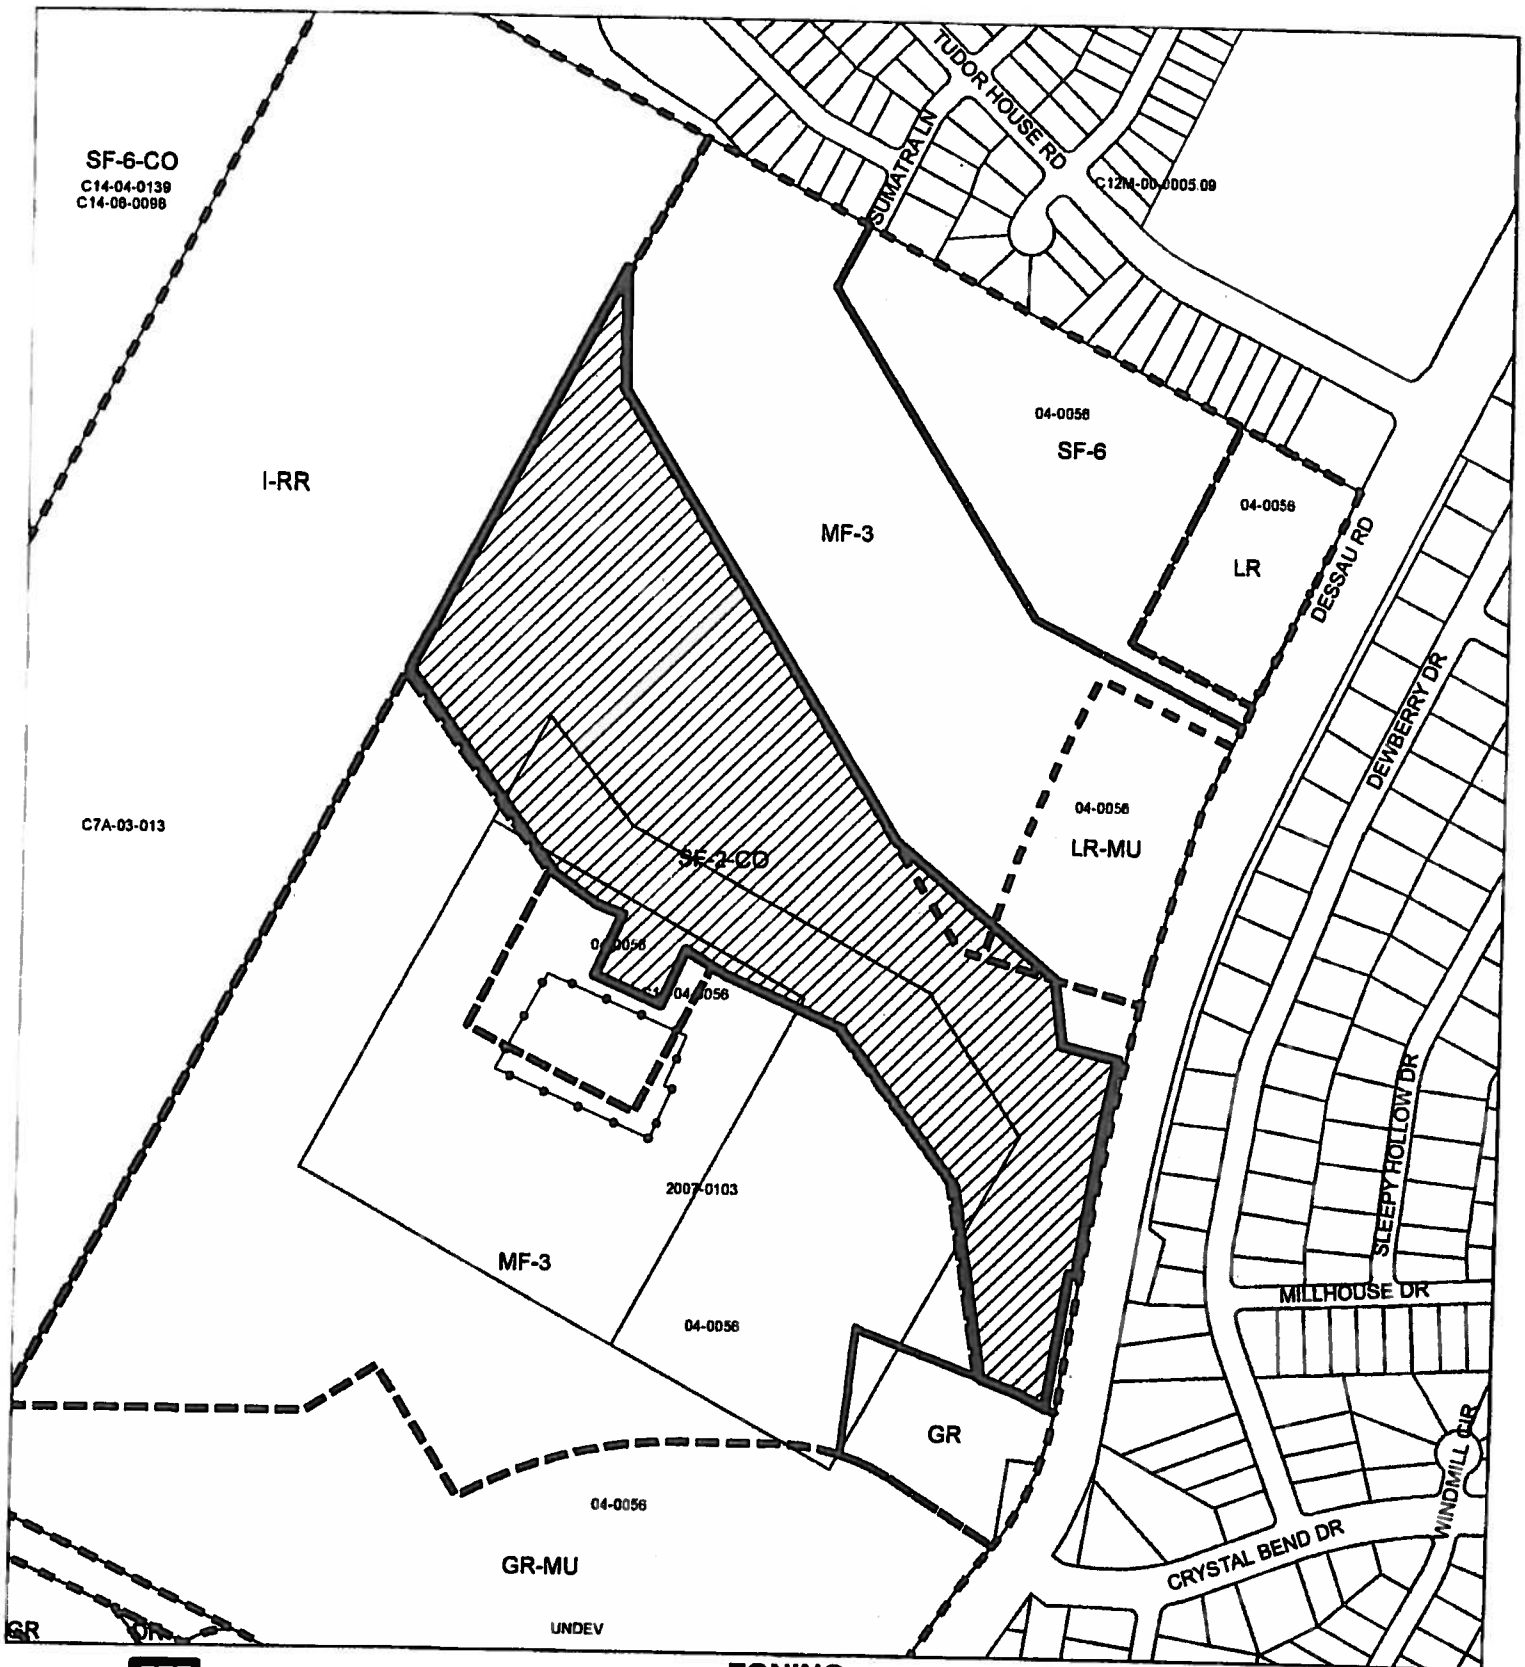 TUDOR HOUSE RD
SUMATRA LN
C12M-00-0005.09
SF-6-CO
C14-04-0139
C14-06-0098
I-RR
04-0056
SF-6
MF-3
04-0056
LR
DESSAU RD
DEWBERRY DR
C7A-03-013
04-0056
LR-MU
SF-2-CO
04-0056
04-0056
SLEEPY HOLLOW DR
2007-0103
MF-3
MILLHOUSE DR
04-0056
GR
WINDMILL CIR
04-0056
CRYSTAL BEND DR
GR-MU
GR
UNDEV